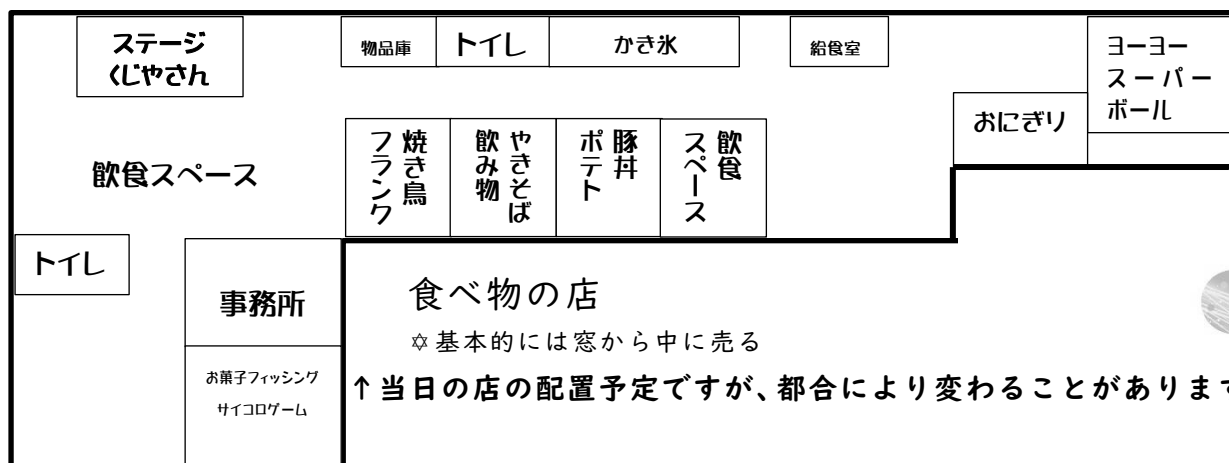 ステージ
くじやさん
物品庫
トイレ
かき氷
給食室
ヨーヨー
スーパー
ボール
おにぎり
焼き鳥
フランク
やきそば
飲み物
豚丼
ポテト
飲食
スペース
飲食スペース
トイレ
事務所
お菓子フィッシング
サイコロゲーム
食べ物の店
✡基本的には窓から中に売る
↑当日の店の配置予定ですが、都合により変わることがあります